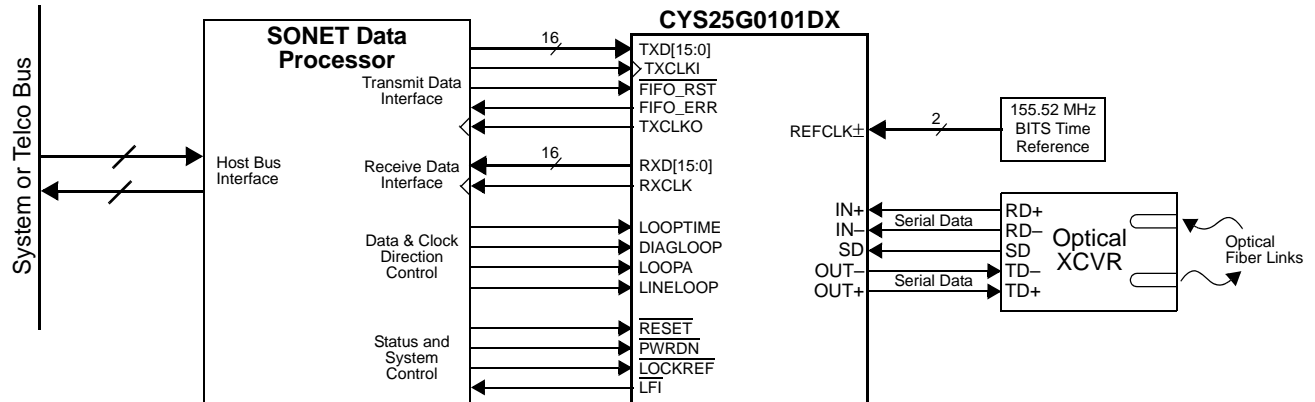 CYS25G0101DX
System or Telco Bus
SONET Data
Processor
Host Bus
Interface
Transmit Data
Interface
Receive Data
Interface
Data & Clock
Direction
Control
Status and
System
Control
16
16
TXD[15:0]
TXCLKI
FIFO_RST
FIFO_ERR
TXCLKO
RXD[15:0]
RXCLK
LOOPTIME
DIAGLOOP
LOOPA
LINELOOP
RESET
PWRDN
LOCKREF
LFI
REFCLK±
2
155.52 MHz
BITS Time
Reference
IN+
IN–
SD
OUT–
OUT+
Serial Data
Serial Data
RD+
RD–
SD
TD–
TD+
Optical
XCVR
Optical
Fiber Links